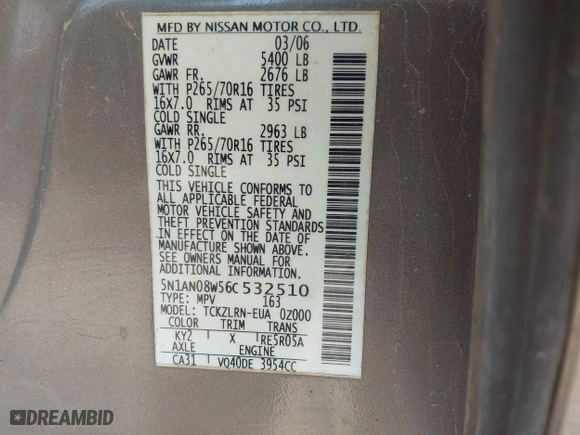 MFD BY NISSAN MOTOR CO., LTD.
DATE 03/06
GVWR 5400 LB
GAWR FR. 2676 LB
WITH P265/70R16 TIRES
16X7.0 RIMS AT 35 PSI
COLD SINGLE
GAWR RR. 2963 LB
WITH P265/70R16 TIRES
16X7.0 RIMS AT 35 PSI
COLD SINGLE
THIS VEHICLE CONFORMS TO
ALL APPLICABLE FEDERAL
MOTOR VEHICLE SAFETY AND
THEFT PREVENTION STANDARDS
IN EFFECT ON THE DATE OF
MANUFACTURE SHOWN ABOVE.
SEE OWNERS MANUAL FOR
ADDITIONAL INFORMATION.
5N1AN08W56C532510
TYPE: MPV 163
MODEL: TCKZLRN-EUA 0Z000
COLOR TRIM TRANS
KY2 X RE5R05A
AXLE ENGINE
CA31 VQ40DE 3954CC
DREAMBID